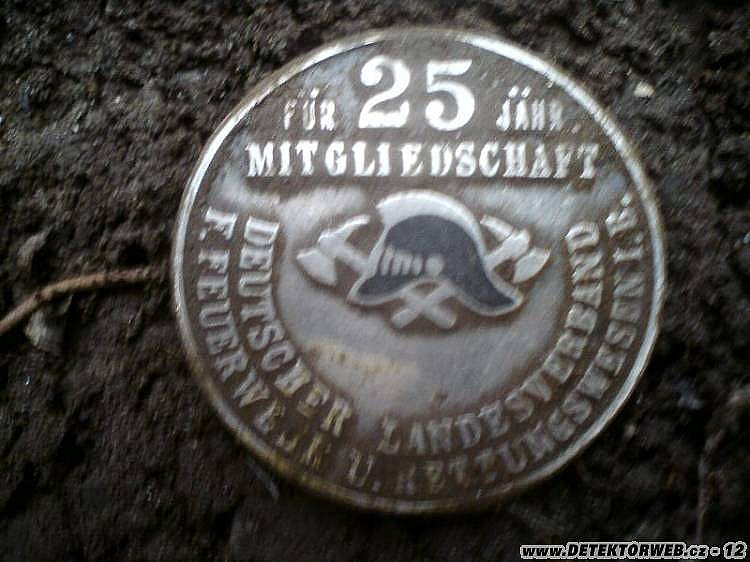 FÜR 25 JÄHR.
MITGLIEDSCHAFT
DEUTSCHER LANDESVERBAND
F. FEUERWEHR U. RETTUNGSWESEN I.B.
www.DETEKTORWEB.cz - 12